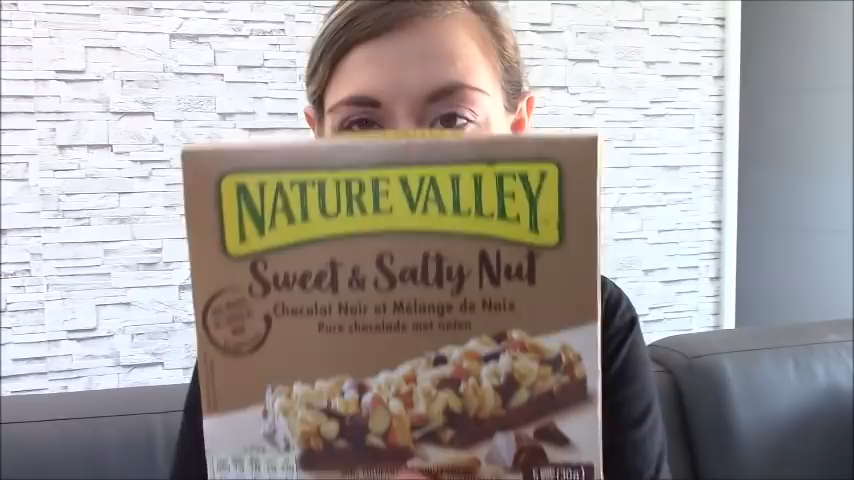 NATURE VALLEY
Sweet & Salty Nut
Chocolat Noir et Mélange de Noix
Pure chocolade met noten